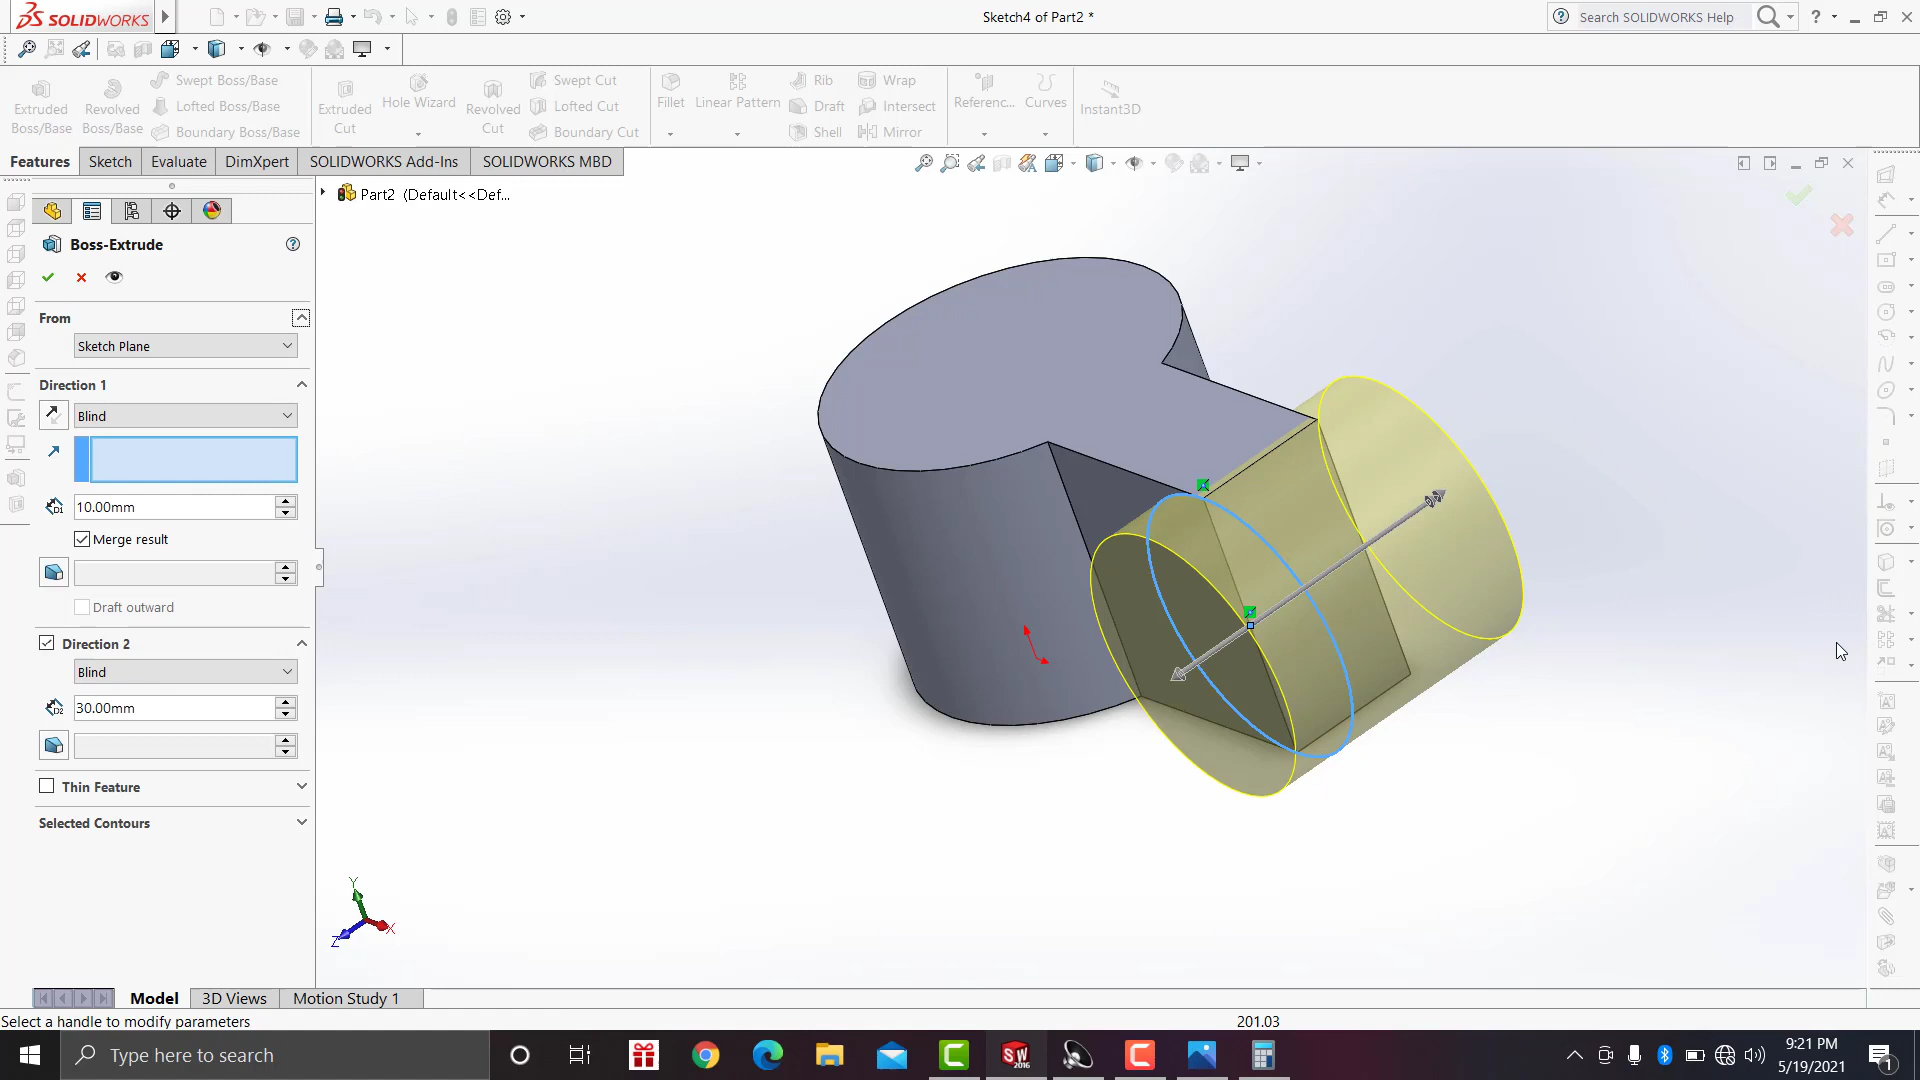 SOLIDWORKS
Sketch4 of Part2 *
Search SOLIDWORKS Help
?
Extruded
Boss/Base
Revolved
Boss/Base
Swept Boss/Base
Lofted Boss/Base
Boundary Boss/Base
Extruded
Cut
Hole Wizard
Revolved
Cut
Swept Cut
Lofted Cut
Boundary Cut
Fillet
Linear Pattern
Rib
Draft
Shell
Wrap
Intersect
Mirror
Referenc...
Curves
Instant3D
Features
Sketch
Evaluate
DimXpert
SOLIDWORKS Add-Ins
SOLIDWORKS MBD
Part2 (Default<<Def...
Boss-Extrude
From
Sketch Plane
Direction 1
Blind
10.00mm
Merge result
Draft outward
Direction 2
Blind
30.00mm
Thin Feature
Selected Contours
Y
X
Z
Model
3D Views
Motion Study 1
Select a handle to modify parameters
201.03
Type here to search
SW
2016
9:21 PM
5/19/2021
1